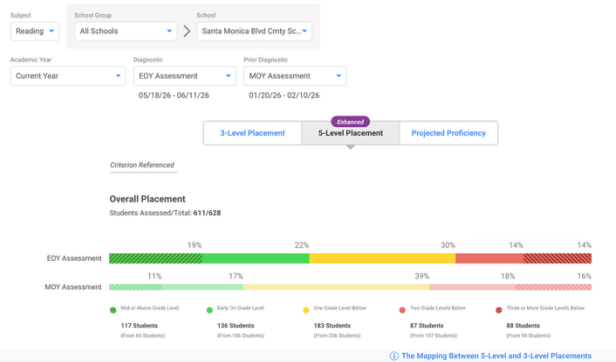 Subject
School Group
School
Reading
All Schools
Santa Monica Blvd Cmty Sc...
Academic Year
Diagnostic
Prior Diagnostic
Current Year
EOY Assessment
MOY Assessment
05/18/26 - 06/11/26
01/20/26 - 02/10/26
Enhanced
3-Level Placement
5-Level Placement
Projected Proficiency
Criterion Referenced
Overall Placement
Students Assessed/Total: 611/628
19% 22% 30% 14% 14%
EOY Assessment
11% 17% 39% 18% 16%
MOY Assessment
Mid or Above Grade Level
Early On Grade Level
One Grade Level Below
Two Grade Levels Below
Three or More Grade Levels Below
117 Students
136 Students
183 Students
87 Students
88 Students
(From 66 Students)
(From 106 Students)
(From 236 Students)
(From 107 Students)
(From 96 Students)
The Mapping Between 5-Level and 3-Level Placements